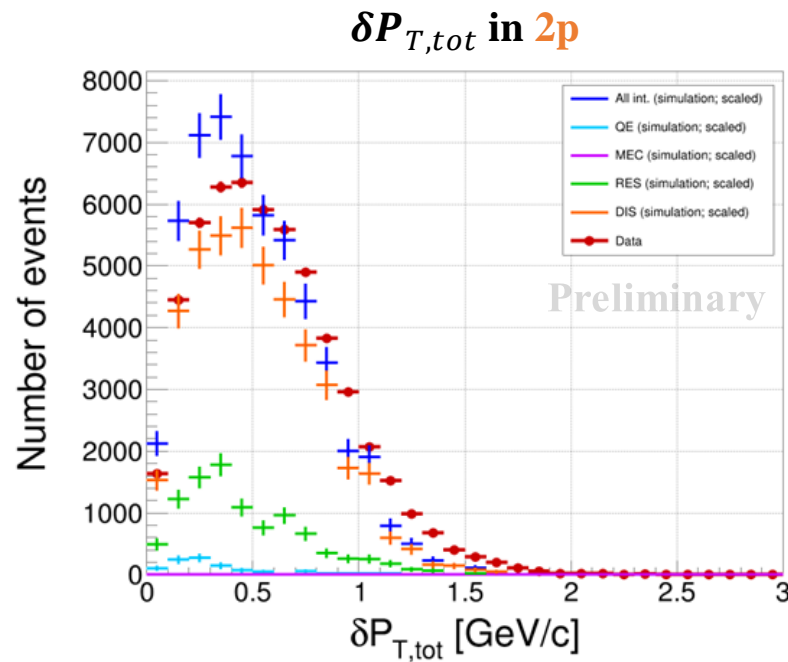 δP_{T,tot} in 2p
8000
7000
6000
5000
4000
3000
2000
1000
0
Number of events
All int. (simulation; scaled)
QE (simulation; scaled)
MEC (simulation; scaled)
RES (simulation; scaled)
DIS (simulation; scaled)
Data
Preliminary
0 0.5 1 1.5 2 2.5 3
δP_{T,tot} [GeV/c]